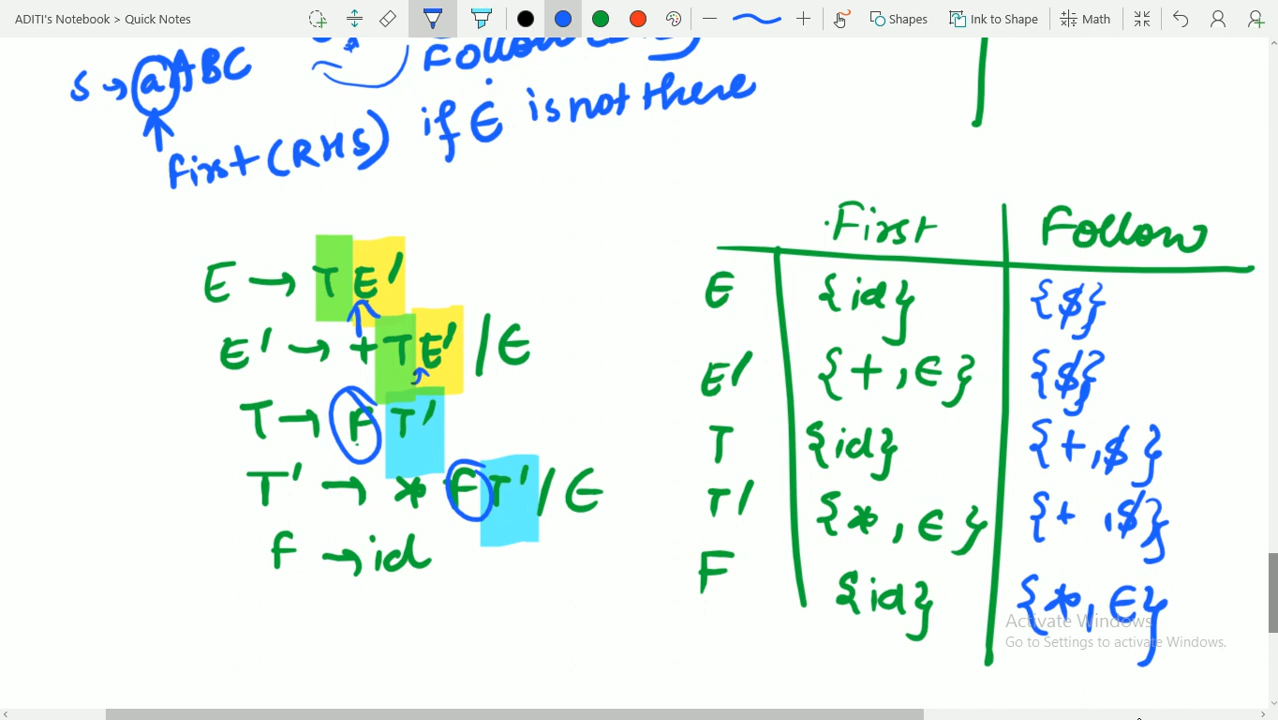 ADITI's Notebook > Quick Notes
Shapes
Ink to Shape
Math
S → aABC
Follow
first (RHS) if ϵ is not there
E → TE'
E' → +TE' /ϵ
T → FT'
T' → *FT' /ϵ
F → id
First Follow
E {id} {$}
E' {+,ϵ} {$}
T {id} {+,$}
T' {*,ϵ} {+,$}
F {id} {*,ϵ}
Activate Windows
Go to Settings to activate Windows.